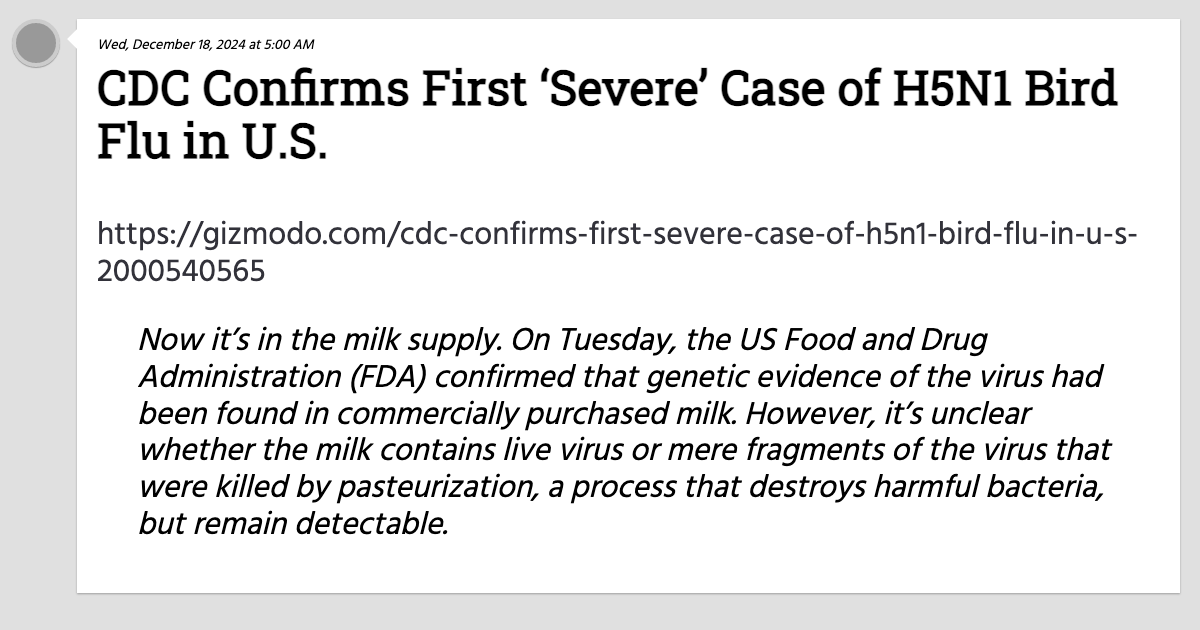 Wed, December 18, 2024 at 5:00 AM
CDC Confirms First ‘Severe’ Case of H5N1 Bird
Flu in U.S.
https://gizmodo.com/cdc-confirms-first-severe-case-of-h5n1-bird-flu-in-u-s-
2000540565
Now it’s in the milk supply. On Tuesday, the US Food and Drug
Administration (FDA) confirmed that genetic evidence of the virus had
been found in commercially purchased milk. However, it’s unclear
whether the milk contains live virus or mere fragments of the virus that
were killed by pasteurization, a process that destroys harmful bacteria,
but remain detectable.